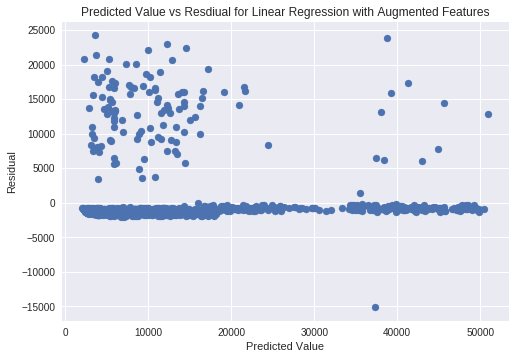 Predicted Value vs Resdiual for Linear Regression with Augmented Features
25000
20000
15000
10000
5000
0
−5000
−10000
−15000
Residual
0 10000 20000 30000 40000 50000
Predicted Value